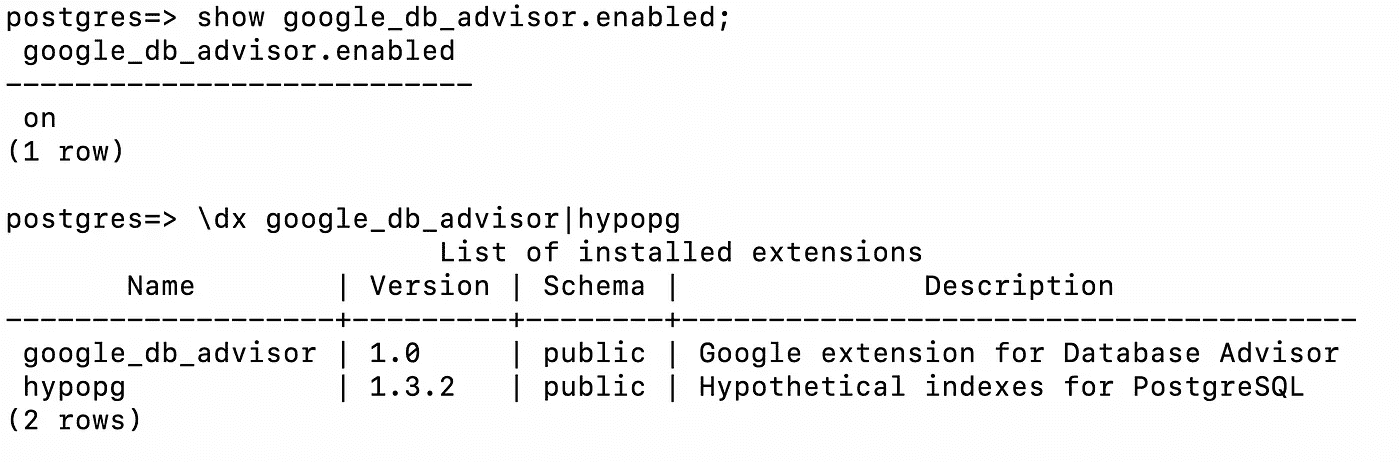 postgres=> show google_db_advisor.enabled;
 google_db_advisor.enabled
---------------------------
 on
(1 row)

postgres=> \dx google_db_advisor|hypopg
                         List of installed extensions
       Name        | Version | Schema |              Description
-------------------+---------+--------+---------------------------------------
 google_db_advisor | 1.0     | public | Google extension for Database Advisor
 hypopg            | 1.3.2   | public | Hypothetical indexes for PostgreSQL
(2 rows)